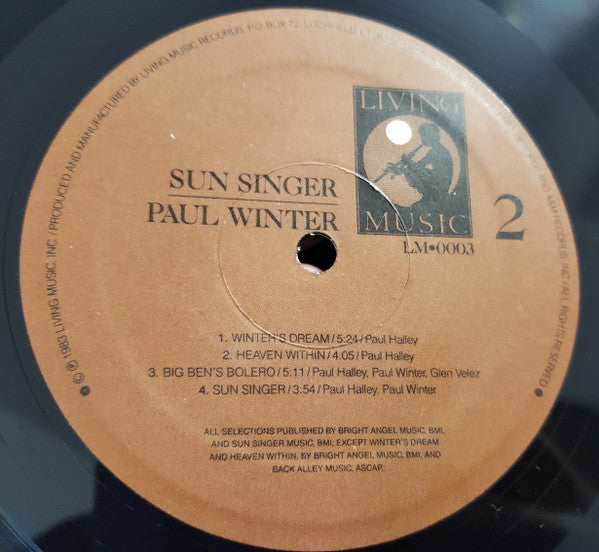 © ℗ 1983 LIVING MUSIC, INC / PRODUCED AND MANUFACTURED BY LIVING MUSIC RECORDS, P.O. BOX 72, LITCHFIELD, CT
RECORDS, INC / ALL RIGHTS RESERVED
LIVING
MUSIC
SUN SINGER
PAUL WINTER
LM•0003
2
1. WINTER'S DREAM / 5:24 / Paul Halley
2. HEAVEN WITHIN / 4:05 / Paul Halley
3. BIG BEN'S BOLERO / 5:11 / Paul Halley, Paul Winter, Glen Velez
4. SUN SINGER / 3:54 / Paul Halley, Paul Winter
ALL SELECTIONS PUBLISHED BY BRIGHT ANGEL MUSIC, BMI,
AND SUN SINGER MUSIC, BMI, EXCEPT WINTER'S DREAM
AND HEAVEN WITHIN, BY BRIGHT ANGEL MUSIC, BMI, AND
BACK ALLEY MUSIC, ASCAP.